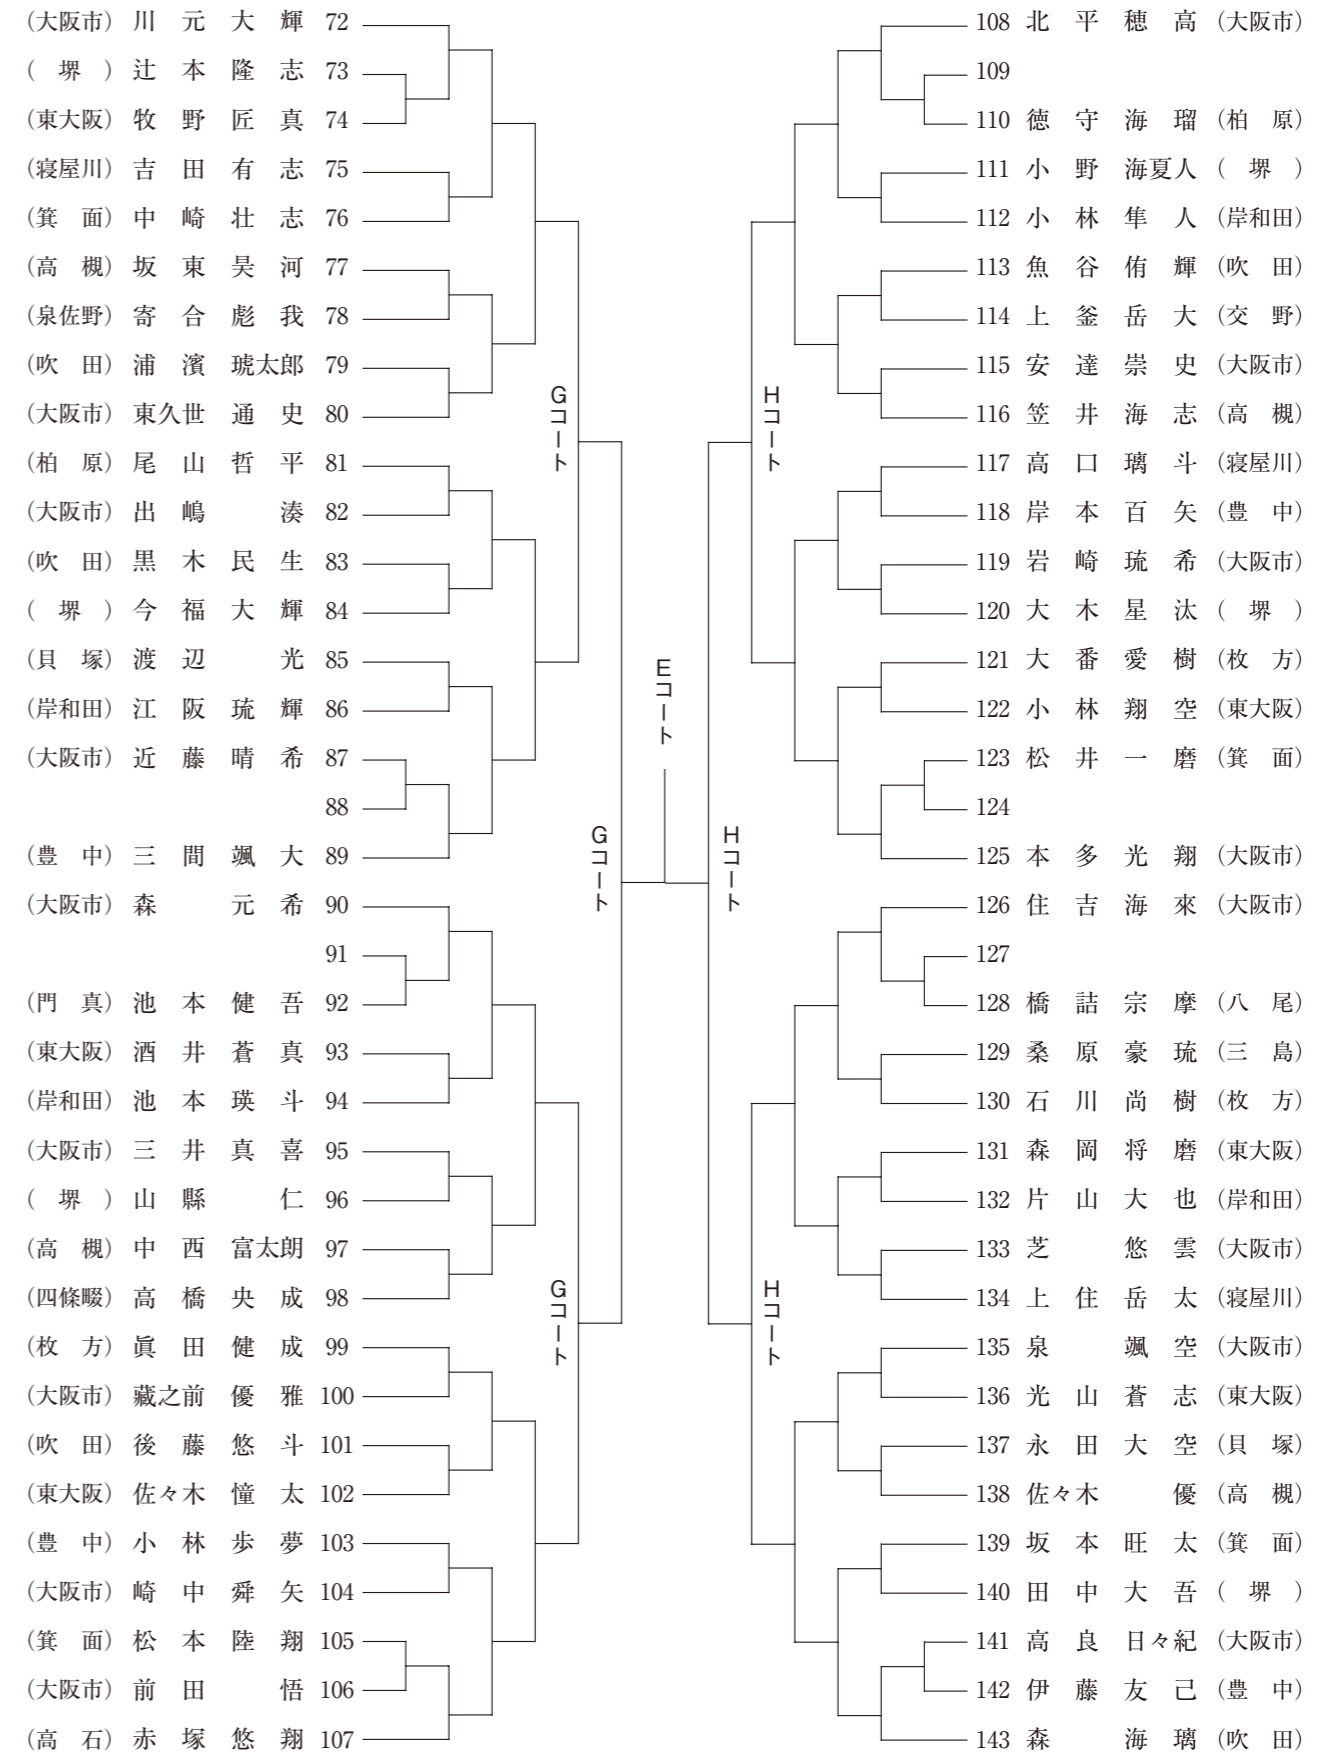 (大阪市) 川元大輝 72
(堺) 辻本隆志 73
(東大阪) 牧野匠真 74
(寝屋川) 吉田有志 75
(箕面) 中崎壮志 76
(高槻) 坂東昊河 77
(泉佐野) 寄合彪我 78
(吹田) 浦濱琥太郎 79
(大阪市) 東久世通史 80
(柏原) 尾山哲平 81
(大阪市) 出嶋湊 82
(吹田) 黒木民生 83
(堺) 今福大輝 84
(貝塚) 渡辺光 85
(岸和田) 江阪琉輝 86
(大阪市) 近藤晴希 87
88
(豊中) 三間颯大 89
(大阪市) 森元希 90
91
(門真) 池本健吾 92
(東大阪) 酒井蒼真 93
(岸和田) 池本瑛斗 94
(大阪市) 三井真喜 95
(堺) 山縣仁 96
(高槻) 中西富太朗 97
(四條畷) 高橋央成 98
(枚方) 眞田健成 99
(大阪市) 藏之前優雅 100
(吹田) 後藤悠斗 101
(東大阪) 佐々木憧太 102
(豊中) 小林歩夢 103
(大阪市) 崎中舜矢 104
(箕面) 松本陸翔 105
(大阪市) 前田悟 106
(高石) 赤塚悠翔 107
Gコート
Gコート
Gコート
Eコート
Hコート
Hコート
Hコート
108 北平穂高 (大阪市)
109
110 徳守海瑠 (柏原)
111 小野海夏人 (堺)
112 小林隼人 (岸和田)
113 魚谷侑輝 (吹田)
114 上釜岳大 (交野)
115 安達崇史 (大阪市)
116 笠井海志 (高槻)
117 高口璃斗 (寝屋川)
118 岸本百矢 (豊中)
119 岩崎琉希 (大阪市)
120 大木星汰 (堺)
121 大番愛樹 (枚方)
122 小林翔空 (東大阪)
123 松井一磨 (箕面)
124
125 本多光翔 (大阪市)
126 住吉海來 (大阪市)
127
128 橋詰宗摩 (八尾)
129 桑原豪琉 (三島)
130 石川尚樹 (枚方)
131 森岡将磨 (東大阪)
132 片山大也 (岸和田)
133 芝悠雲 (大阪市)
134 上住岳太 (寝屋川)
135 泉颯空 (大阪市)
136 光山蒼志 (東大阪)
137 永田大空 (貝塚)
138 佐々木優 (高槻)
139 坂本旺太 (箕面)
140 田中大吾 (堺)
141 高良日々紀 (大阪市)
142 伊藤友己 (豊中)
143 森海璃 (吹田)